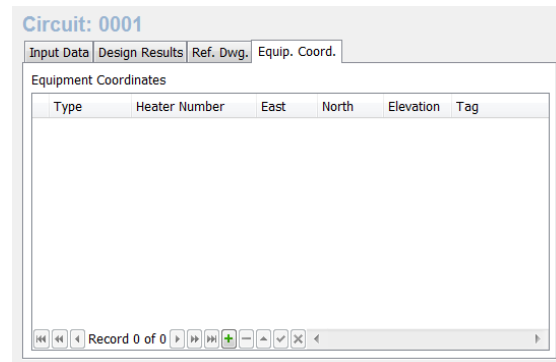 Circuit: 0001
Input Data Design Results Ref. Dwg. Equip. Coord.
Equipment Coordinates
Type Heater Number East North Elevation Tag
Record 0 of 0